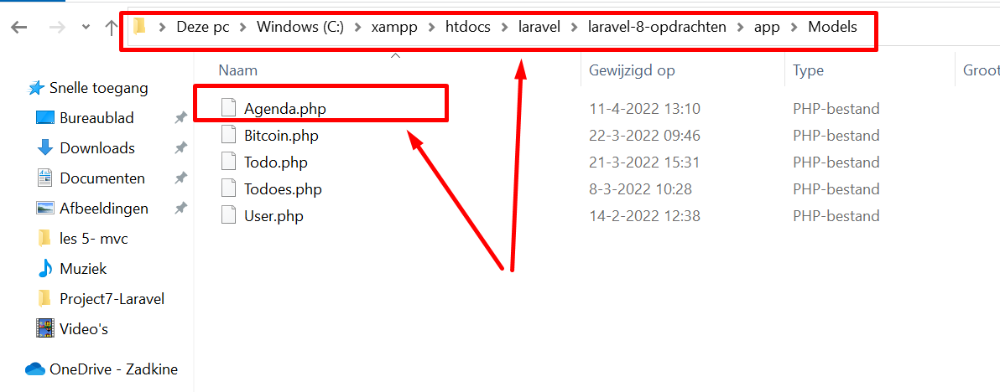 Deze pc > Windows (C:) > xampp > htdocs > laravel > laravel-8-opdrachten > app > Models
Naam Gewijzigd op Type Groot
Snelle toegang
Bureaublad
Downloads
Documenten
Afbeeldingen
les 5- mvc
Muziek
Project7-Laravel
Video's
OneDrive - Zadkine
Agenda.php 11-4-2022 13:10 PHP-bestand
Bitcoin.php 22-3-2022 09:46 PHP-bestand
Todo.php 21-3-2022 15:31 PHP-bestand
Todoes.php 8-3-2022 10:28 PHP-bestand
User.php 14-2-2022 12:38 PHP-bestand